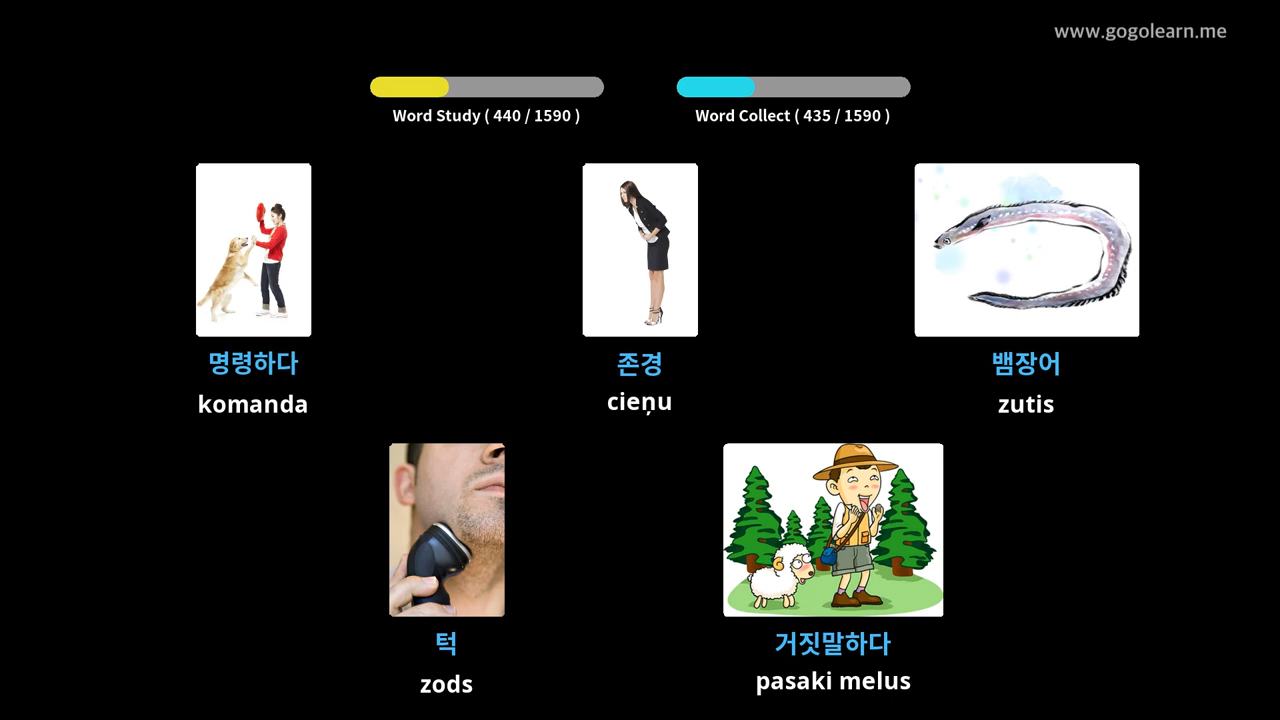 www.gogolearn.me
Word Study ( 440 / 1590 )
Word Collect ( 435 / 1590 )
명령하다
komanda
존경
cieņu
뱀장어
zutis
턱
zods
거짓말하다
pasaki melus